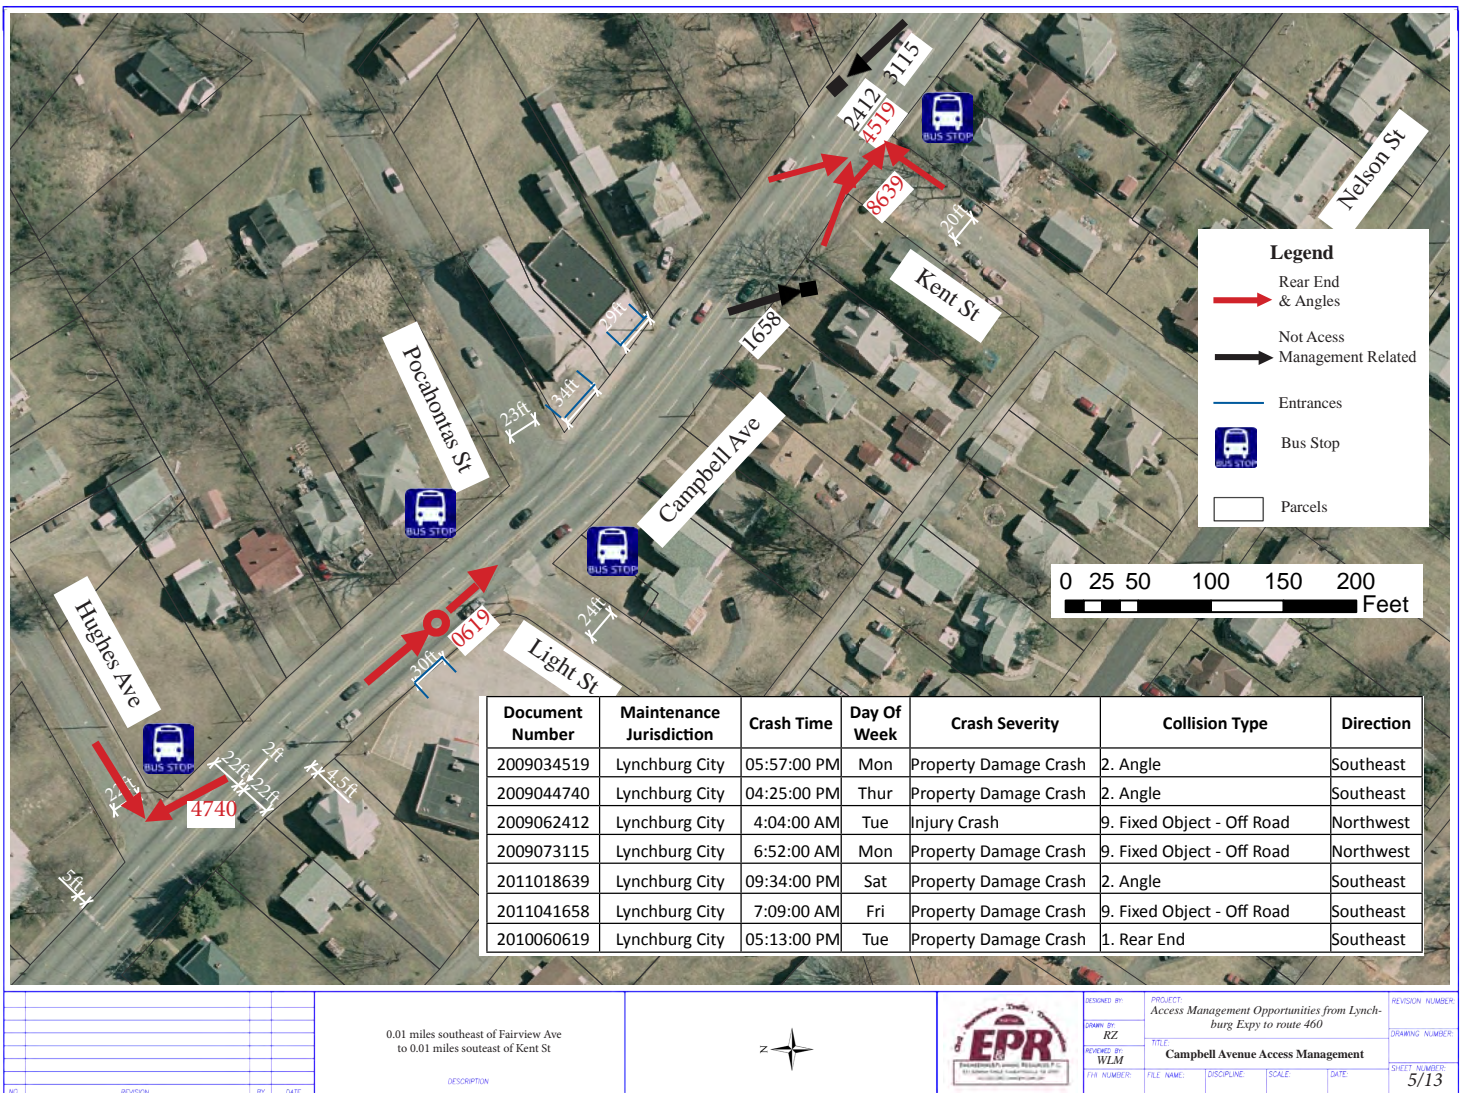 3115
2412
4519
BUS STOP
8639
20ft
Nelson St
Kent St
1658
29ft
34ft
23ft
Pocahontas St
Campbell Ave
BUS STOP
BUS STOP
24ft
0619
30ft
Light St
Hughes Ave
BUS STOP
22ft
2ft
22ft
4.5ft
4740
5ft
Legend
Rear End
& Angles
Not Acess
Management Related
Entrances
BUS STOP
Bus Stop
Parcels
0 25 50 100 150 200
Feet
Document Number Maintenance Jurisdiction Crash Time Day Of Week Crash Severity Collision Type Direction
2009034519 Lynchburg City 05:57:00 PM Mon Property Damage Crash 2. Angle Southeast
2009044740 Lynchburg City 04:25:00 PM Thur Property Damage Crash 2. Angle Southeast
2009062412 Lynchburg City 4:04:00 AM Tue Injury Crash 9. Fixed Object - Off Road Northwest
2009073115 Lynchburg City 6:52:00 AM Mon Property Damage Crash 9. Fixed Object - Off Road Northwest
2011018639 Lynchburg City 09:34:00 PM Sat Property Damage Crash 2. Angle Southeast
2011041658 Lynchburg City 7:09:00 AM Fri Property Damage Crash 9. Fixed Object - Off Road Southeast
2010060619 Lynchburg City 05:13:00 PM Tue Property Damage Crash 1. Rear End Southeast
NO. REVISION BY DATE
0.01 miles southeast of Fairview Ave
to 0.01 miles souteast of Kent St
DESCRIPTION
N
EPR
ENGINEERING & PLANNING RESOURCES, P.C.
DESIGNED BY:
DRAWN BY:
RZ
REVIEWED BY:
WLM
FHI NUMBER:
PROJECT:
Access Management Opportunities from Lynch-
burg Expy to route 460
TITLE:
Campbell Avenue Access Management
FILE NAME: DISCIPLINE: SCALE: DATE:
REVISION NUMBER:
DRAWING NUMBER:
SHEET NUMBER:
5/13